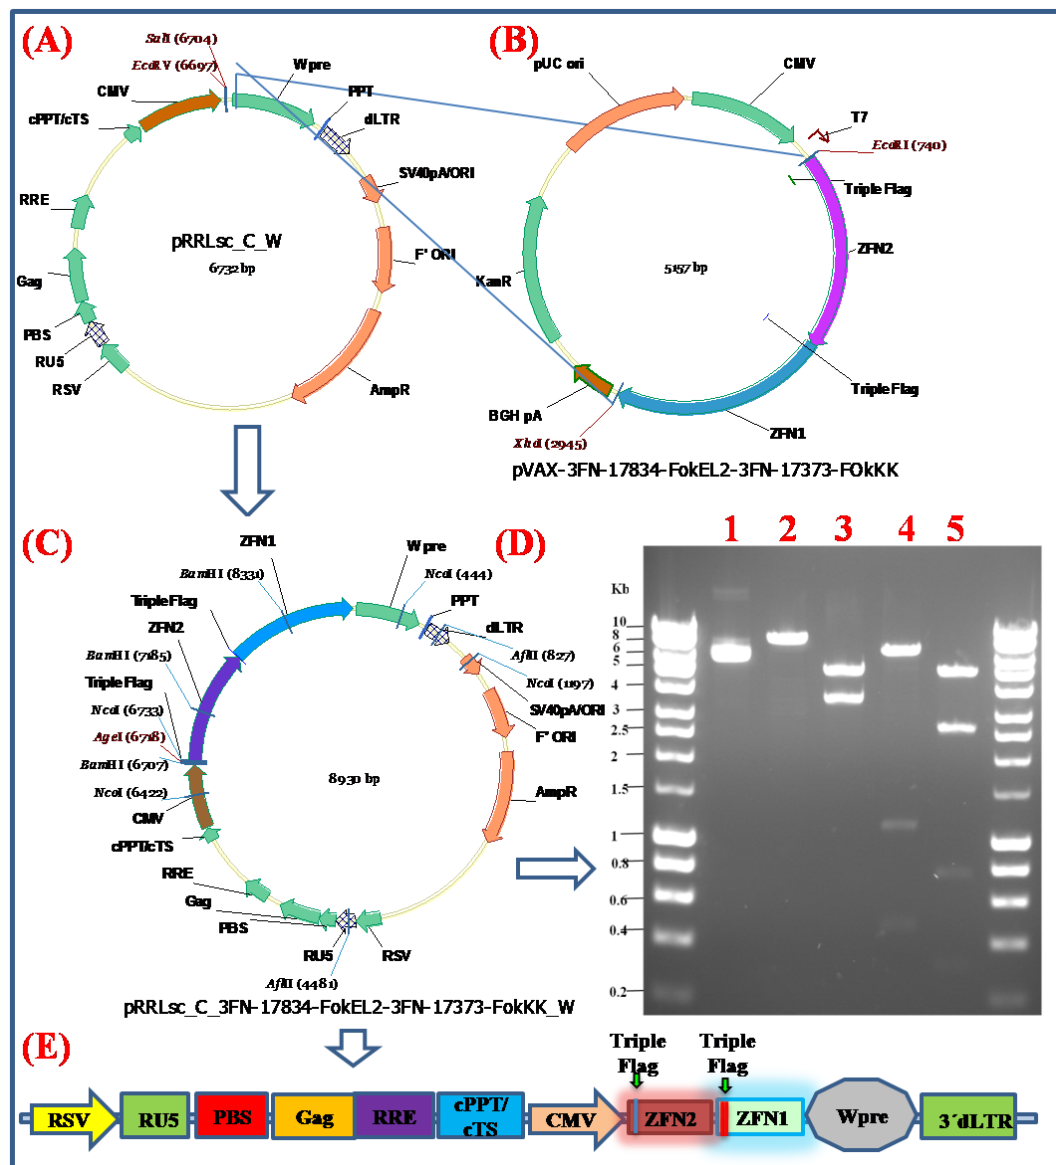 (A)
SalI (6704)
EcoRV (6697)
CMV
cPPT/cTS
Wpre
PPT
dLTR
SV40pA/ORI
F' ORI
AmpR
RRE
Gag
PBS
RU5
RSV
pRRLsc_C_W
6732 bp
(B)
pUC ori
CMV
T7
EcoRI (740)
Triple Flag
ZFN2
KanR
5157 bp
Triple Flag
BGH pA
ZFN1
XhoI (2945)
pVAX-3FN-17834-FokEL2-3FN-17373-FOkKK
(C)
ZFN1
Wpre
BamHI (8331)
NcoI (444)
PPT
dLTR
Triple Flag
ZFN2
AflII (827)
BamHI (7185)
NcoI (1197)
Triple Flag
SV40pA/ORI
NcoI (6733)
F' ORI
AgeI (6718)
BamHI (6707)
8930 bp
AmpR
NcoI (6422)
CMV
cPPT/cTS
RRE
Gag
PBS
RU5
RSV
AflII (4481)
pRRLsc_C_3FN-17834-FokEL2-3FN-17373-FokKK_W
(D)
1 2 3 4 5
Kb
10
8
6
5
4
3
2.5
2
1.5
1
0.8
0.6
0.4
0.2
(E)
Triple Flag
Triple Flag
RSV
RU5
PBS
Gag
RRE
cPPT/
cTS
CMV
ZFN2
ZFN1
Wpre
3´dLTR